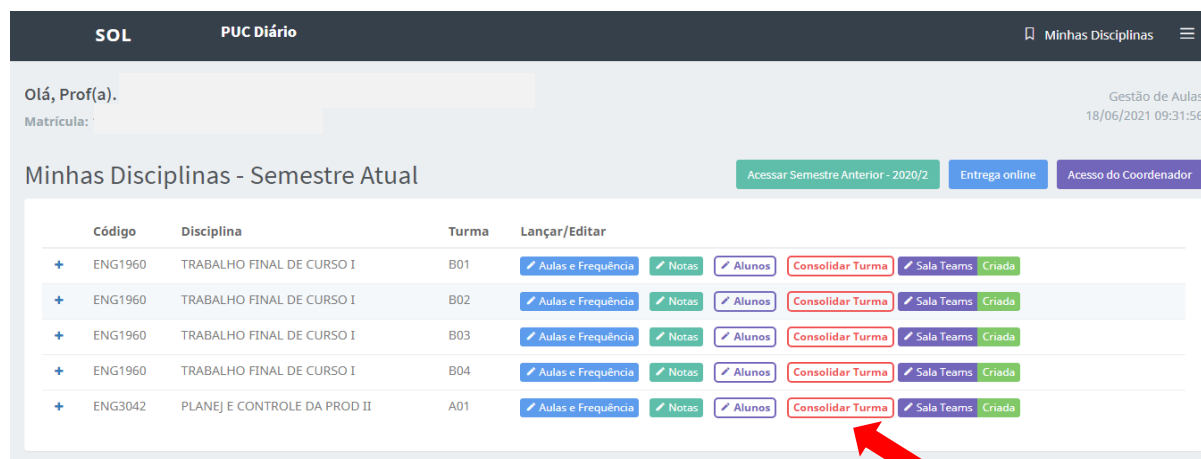 SOL PUC Diário Minhas Disciplinas
Olá, Prof(a).
Gestão de Aulas
Matrícula:
18/06/2021 09:31:56
Minhas Disciplinas - Semestre Atual Acessar Semestre Anterior - 2020/2 Entrega online Acesso do Coordenador
Código Disciplina Turma Lançar/Editar
+ ENG1960 TRABALHO FINAL DE CURSO I B01 Aulas e Frequência Notas Alunos Consolidar Turma Sala Teams Criada
+ ENG1960 TRABALHO FINAL DE CURSO I B02 Aulas e Frequência Notas Alunos Consolidar Turma Sala Teams Criada
+ ENG1960 TRABALHO FINAL DE CURSO I B03 Aulas e Frequência Notas Alunos Consolidar Turma Sala Teams Criada
+ ENG1960 TRABALHO FINAL DE CURSO I B04 Aulas e Frequência Notas Alunos Consolidar Turma Sala Teams Criada
+ ENG3042 PLANEJ E CONTROLE DA PROD II A01 Aulas e Frequência Notas Alunos Consolidar Turma Sala Teams Criada